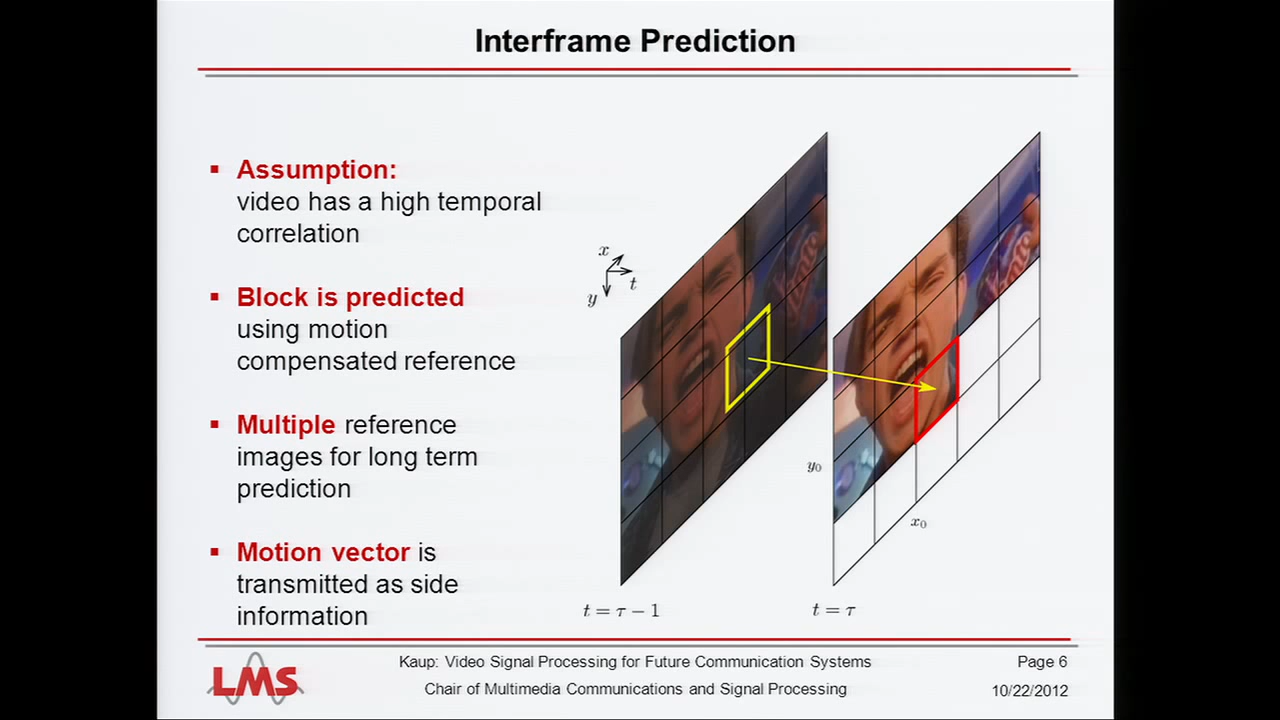 Interframe Prediction
▪ Assumption:
video has a high temporal
correlation
▪ Block is predicted
using motion
compensated reference
▪ Multiple reference
images for long term
prediction
▪ Motion vector is
transmitted as side
information
x
t
y
y₀
x₀
t = τ − 1
t = τ
LMS
Kaup: Video Signal Processing for Future Communication Systems
Page 6
Chair of Multimedia Communications and Signal Processing
10/22/2012